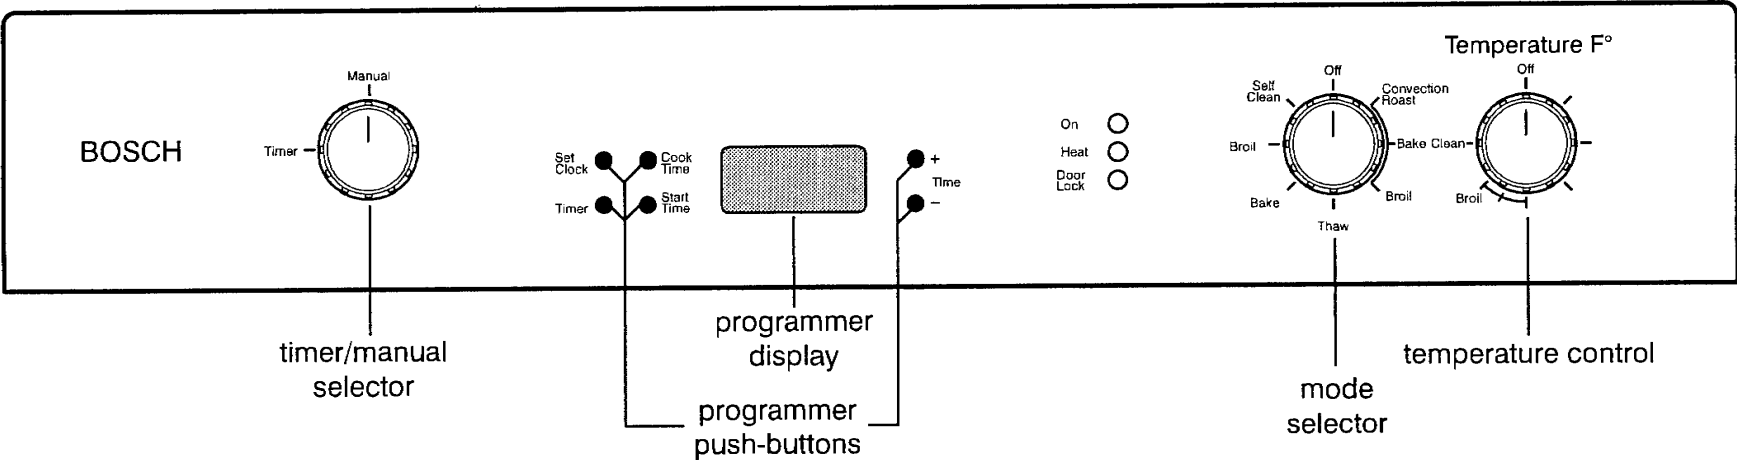 BOSCH
Manual
Timer
Set
Clock
Cook
Time
Timer
Start
Time
+
Time
−
On
Heat
Door
Lock
Off
Self
Clean
Convection
Roast
Broil
Bake
Bake
Broil
Thaw
Temperature F°
Off
Clean
Broil
timer/manual
selector
programmer
display
programmer
push-buttons
mode
selector
temperature control